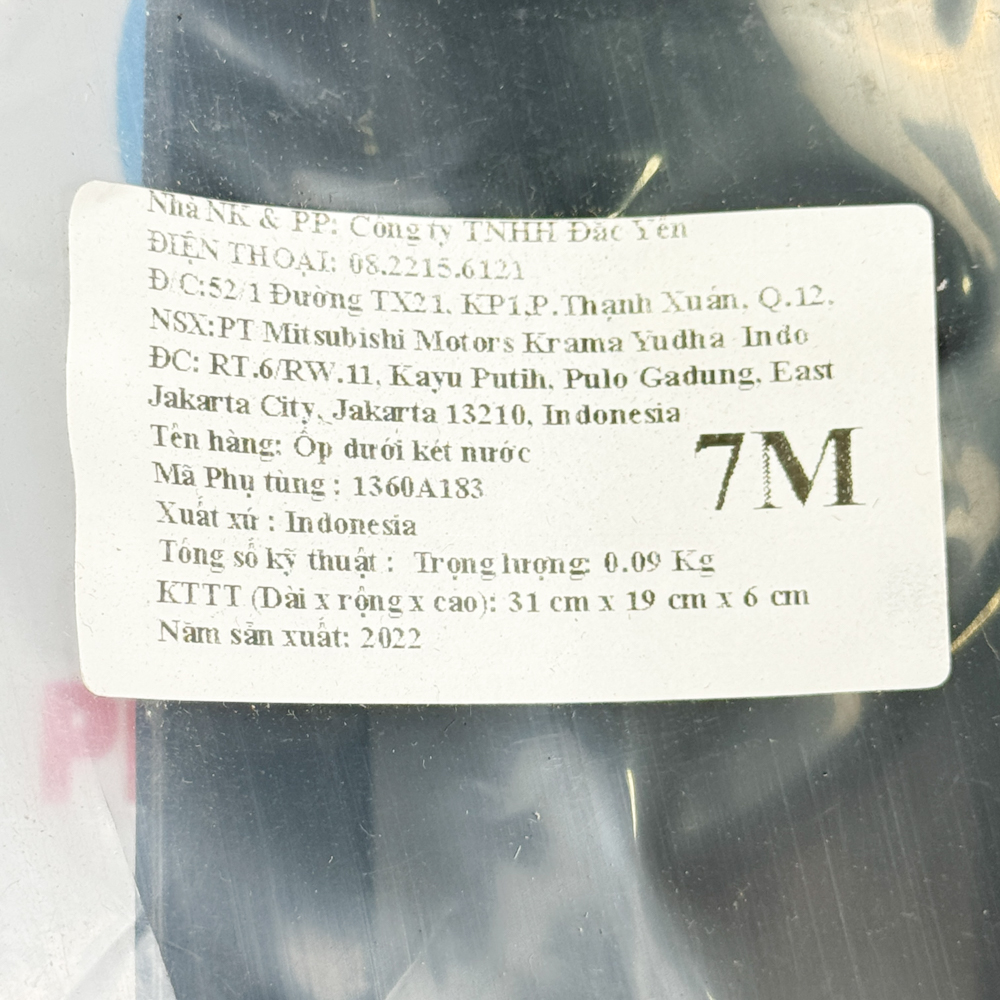 Nhà NK & PP: Công ty TNHH Đắc Yến
ĐIỆN THOẠI: 08.2215.6121
Đ/C:52/1 Đường TX21, KP1,P.Thạnh Xuân, Q.12,
NSX:PT Mitsubishi Motors Krama Yudha Indo
ĐC: RT.6/RW.11, Kayu Putih, Pulo Gadung, East
Jakarta City, Jakarta 13210, Indonesia
Tên hàng: Ốp dưới két nước
7M
Mã Phụ tùng : 1360A183
Xuất xứ : Indonesia
Tổng số kỹ thuật : Trọng lượng: 0.09 Kg
KTTT (Dài x rộng x cao): 31 cm x 19 cm x 6 cm
Năm sản xuất: 2022